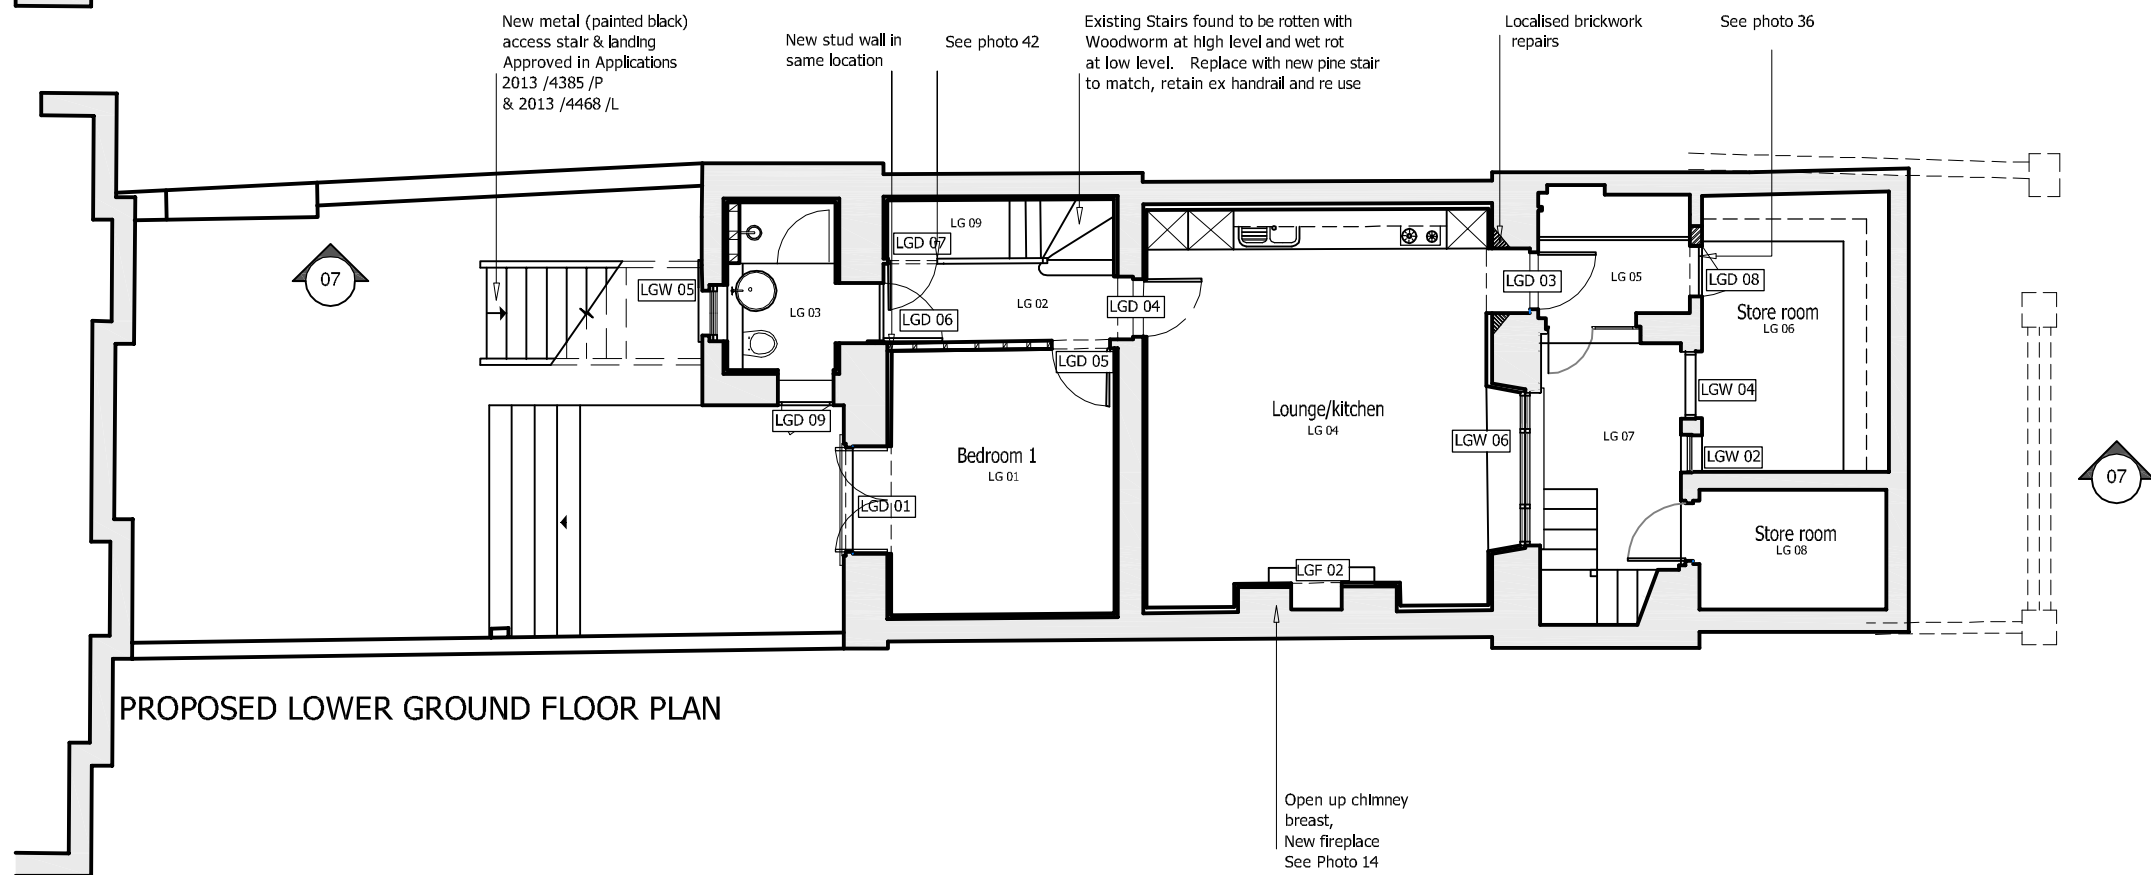 New metal (painted black)
access stair & landing
Approved in Applications
2013 /4385 /P
& 2013 /4468 /L
New stud wall in
same location
See photo 42
Existing Stairs found to be rotten with
Woodworm at high level and wet rot
at low level.   Replace with new pine stair
to match, retain ex handrail and re use
Localised brickwork
repairs
See photo 36
07
LGW 05
LG 03
LG 09
LGD 07
LGD 06
LG 02
LGD 04
LGD 05
LGD 09
LGD 01
Bedroom 1
LG 01
Lounge/kitchen
LG 04
LGF 02
LGW 06
LGD 03
LG 05
LGD 08
Store room
LG 06
LGW 04
LG 07
LGW 02
Store room
LG 08
07
PROPOSED LOWER GROUND FLOOR PLAN
Open up chimney
breast,
New fireplace
See Photo 14